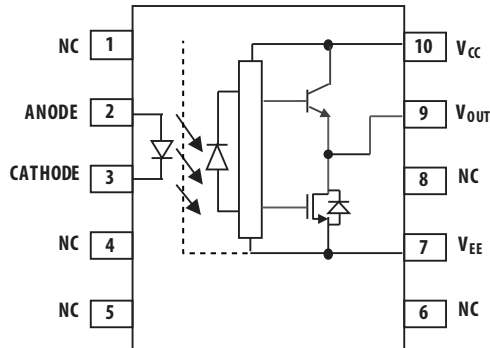 NC 1
ANODE 2
CATHODE 3
NC 4
NC 5
10 VCC
9 VOUT
8 NC
7 VEE
6 NC